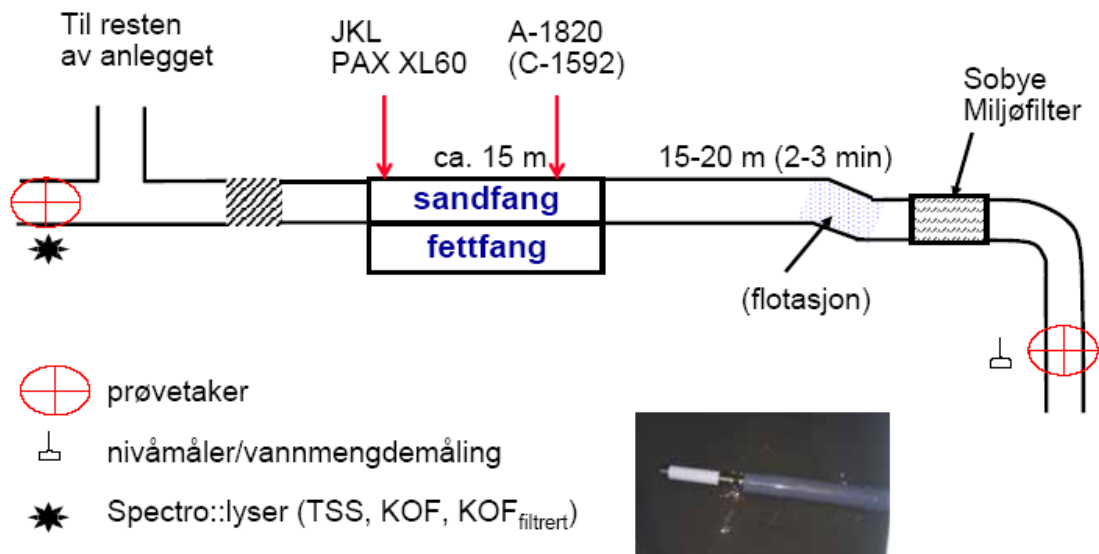 Til resten
av anlegget
JKL
PAX XL60
A-1820
(C-1592)
Sobye
Miljøfilter
ca. 15 m
15-20 m (2-3 min)
sandfang
fettfang
(flotasjon)
prøvetaker
nivåmåler/vannmengdemåling
Spectro::lyser (TSS, KOF, KOFfiltrert)